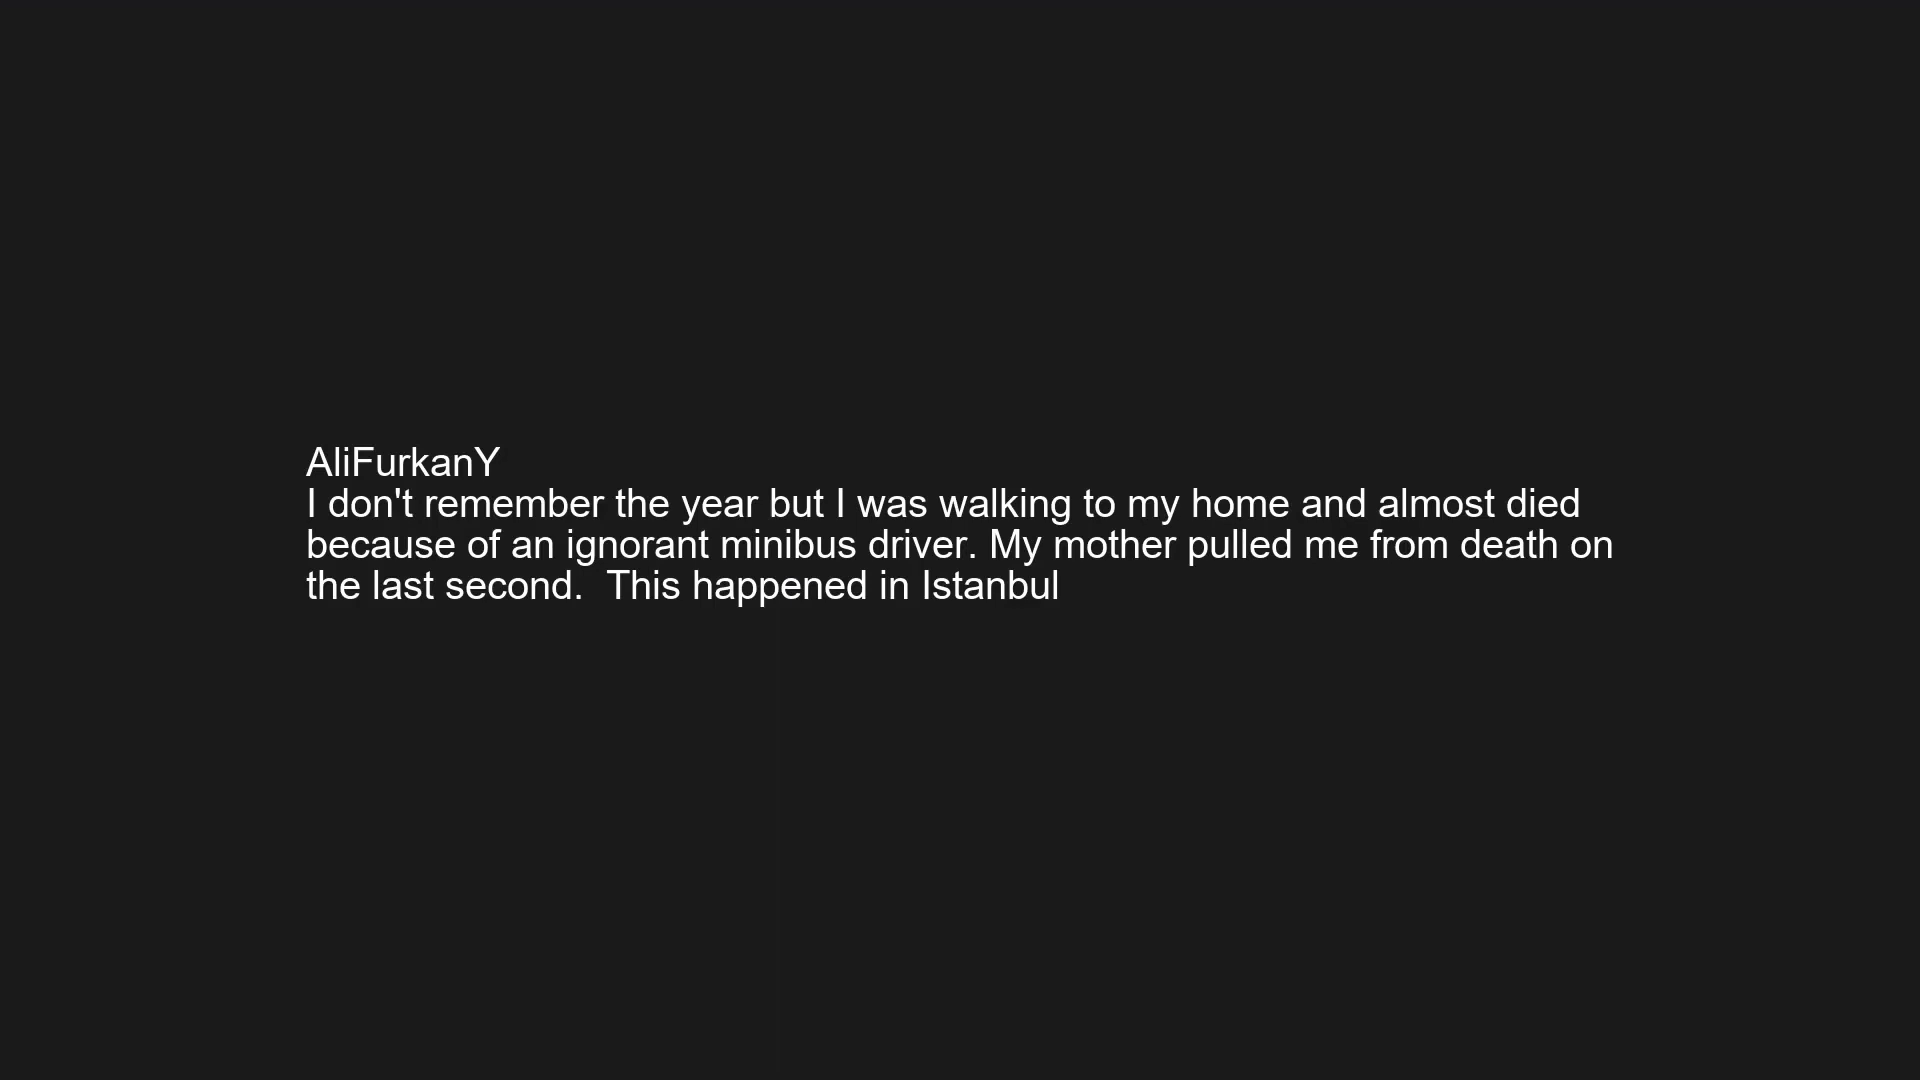 AliFurkanY
I don't remember the year but I was walking to my home and almost died
because of an ignorant minibus driver. My mother pulled me from death on
the last second.  This happened in Istanbul